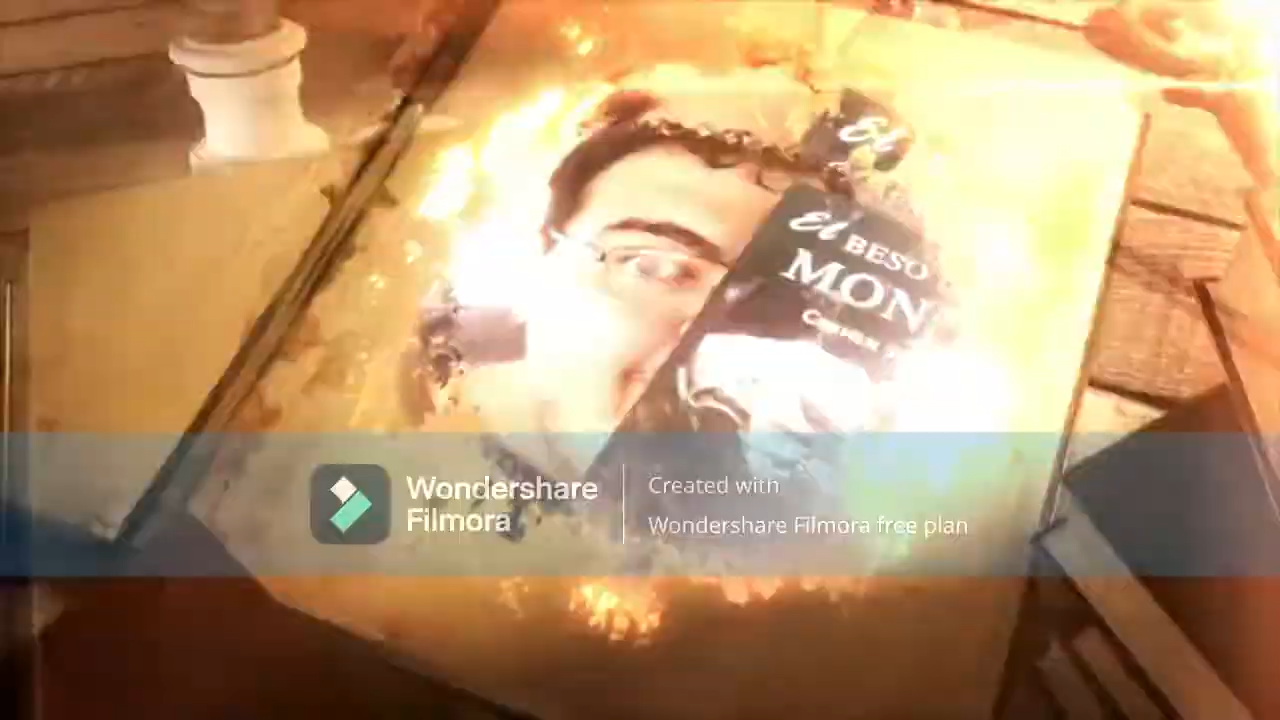 El
El BESO
MON
Wondershare
Filmora
Created with
Wondershare Filmora free plan